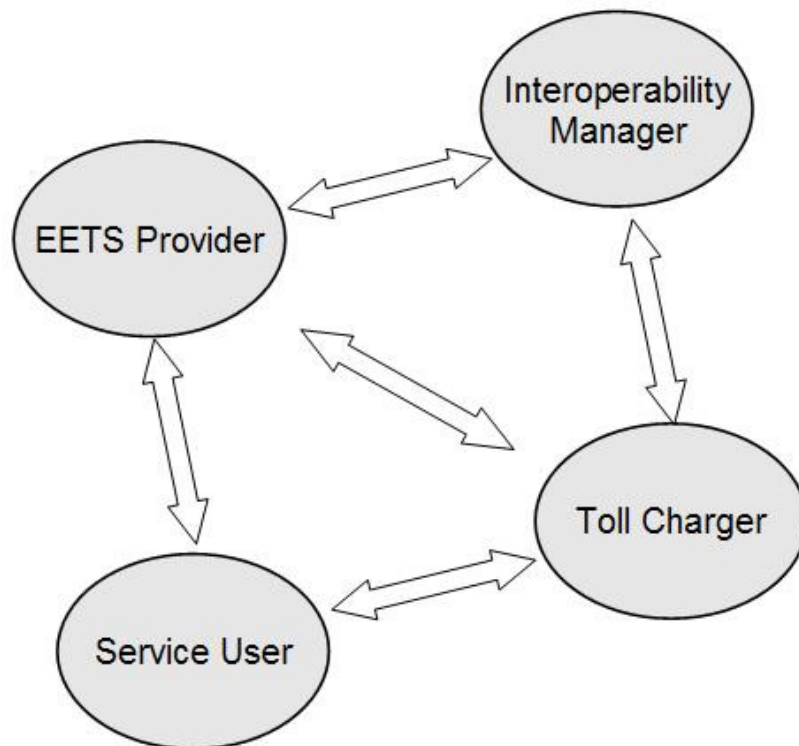 Interoperability
Manager
EETS Provider
Toll Charger
Service User